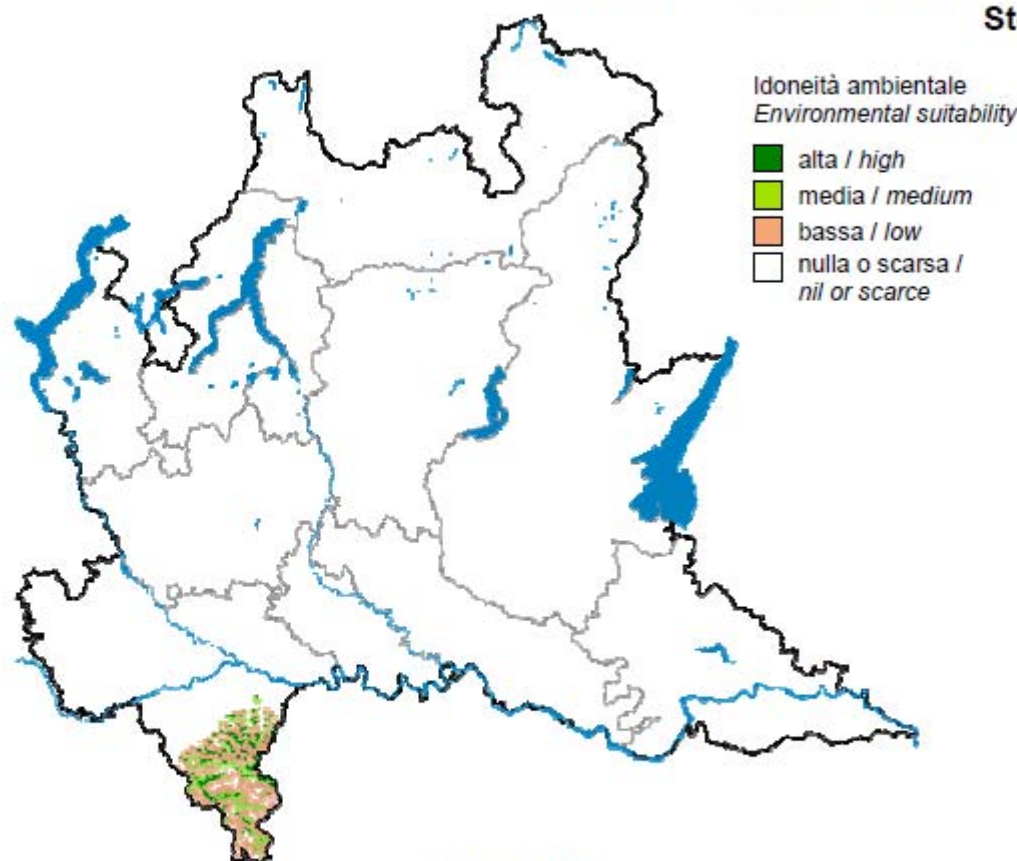 St
Idoneità ambientale
Environmental suitability
alta / high
media / medium
bassa / low
nulla o scarsa /
nil or scarce